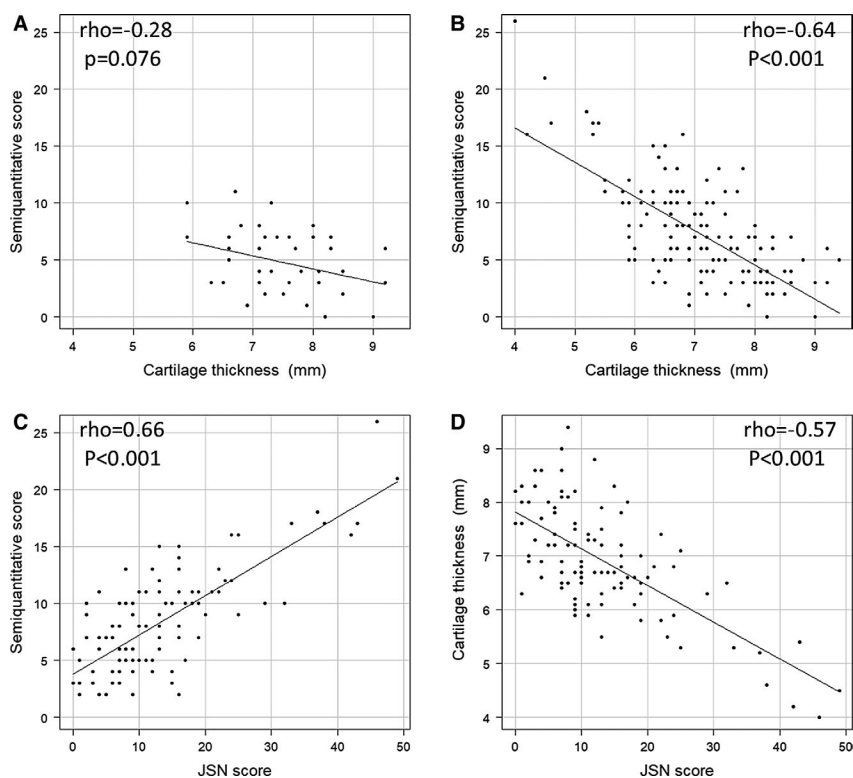 A
rho=-0.28
p=0.076
25
20
15
10
5
0
Semiquantitative score
4 5 6 7 8 9
Cartilage thickness (mm)
B
rho=-0.64
P<0.001
25
20
15
10
5
0
Semiquantitative score
4 5 6 7 8 9
Cartilage thickness (mm)
C
rho=0.66
P<0.001
25
20
15
10
5
0
Semiquantitative score
0 10 20 30 40 50
JSN score
D
rho=-0.57
P<0.001
9
8
7
6
5
4
Cartilage thickness (mm)
0 10 20 30 40 50
JSN score